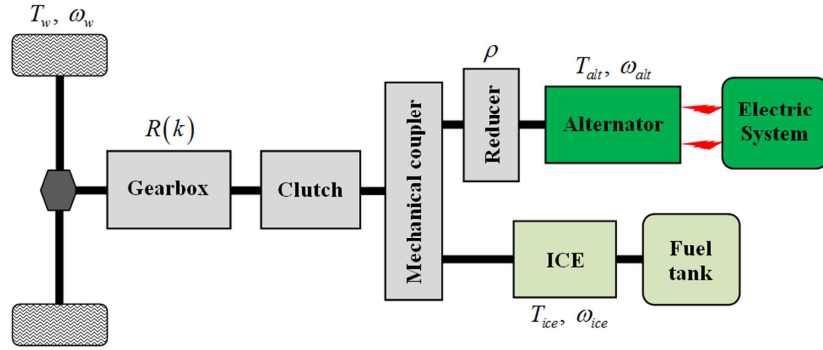 T_w, ω_w
R(k)
Gearbox
Clutch
Mechanical coupler
ρ
Reducer
T_alt, ω_alt
Alternator
Electric
System
ICE
T_ice, ω_ice
Fuel
tank